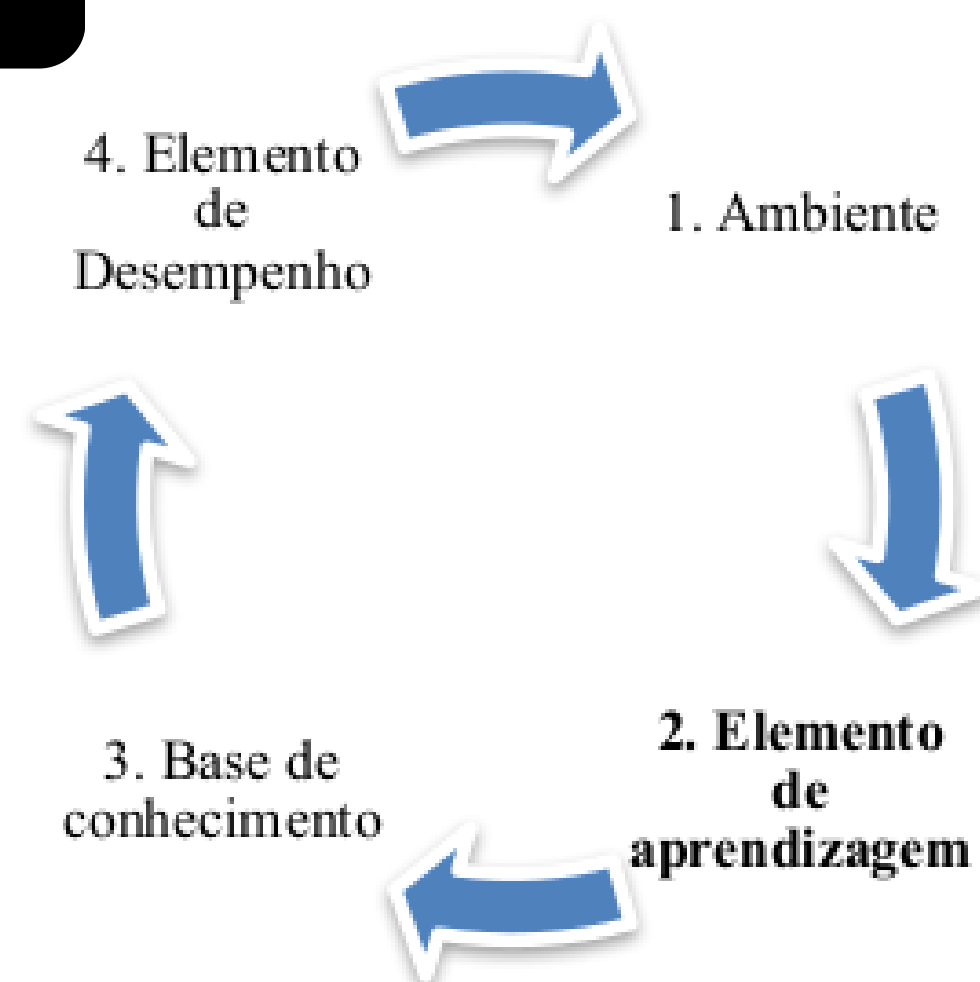 4. Elemento
de
Desempenho
1. Ambiente
2. Elemento
de
aprendizagem
3. Base de
conhecimento